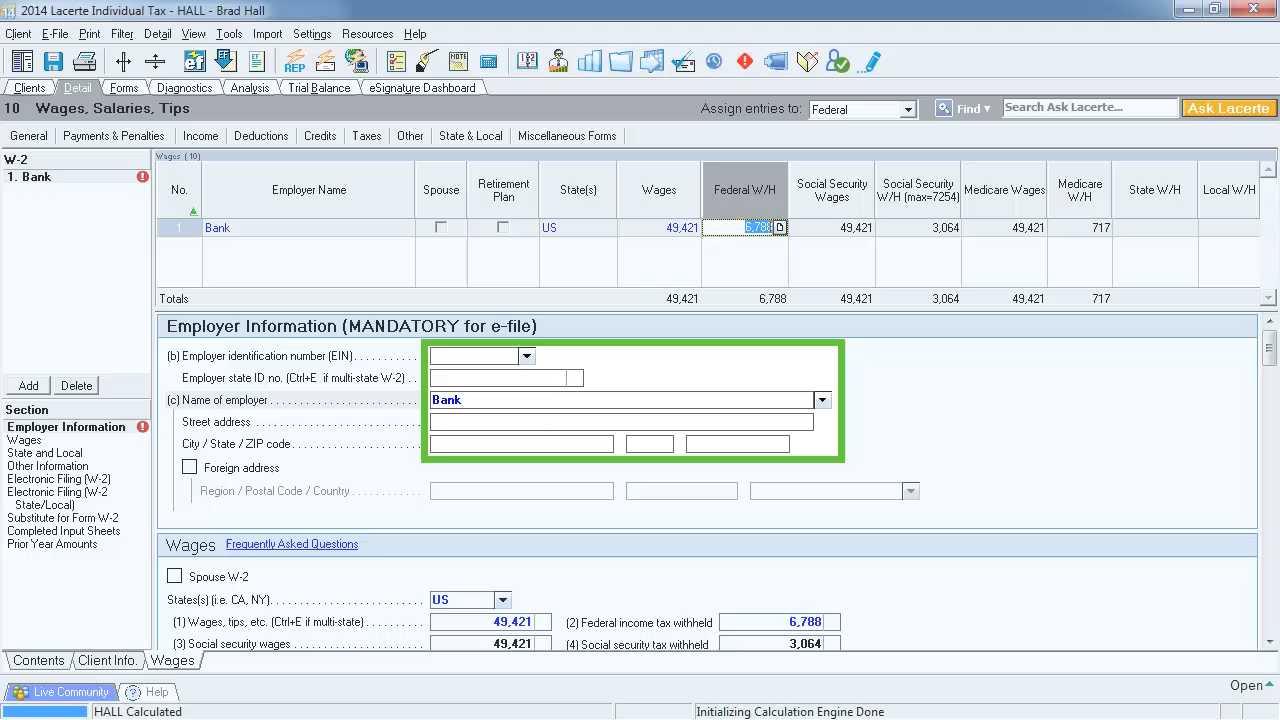 14 2014 Lacerte Individual Tax - HALL - Brad Hall
Client E-File Print Filter Detail View Tools Import Settings Resources Help
ef EF EF REP NOTE
Clients Detail Forms Diagnostics Analysis Trial Balance eSignature Dashboard
10 Wages, Salaries, Tips Assign entries to: Federal Find Search Ask Lacerte... Ask Lacerte
General Payments & Penalties Income Deductions Credits Taxes Other State & Local Miscellaneous Forms
W-2
1. Bank
Add Delete
Section
Employer Information
Wages
State and Local
Other Information
Electronic Filing (W-2)
Electronic Filing (W-2
State/Local)
Substitute for Form W-2
Completed Input Sheets
Prior Year Amounts
Wages (10)
No. Employer Name Spouse Retirement Plan State(s) Wages Federal W/H Social Security Wages Social Security W/H (max=7254) Medicare Wages Medicare W/H State W/H Local W/H
1 Bank US 49,421 6,788 49,421 3,064 49,421 717
Totals 49,421 6,788 49,421 3,064 49,421 717
Employer Information (MANDATORY for e-file)
(b) Employer identification number (EIN)
Employer state ID no. (Ctrl+E if multi-state W-2)
(c) Name of employer Bank
Street address
City / State / ZIP code
Foreign address
Region / Postal Code / Country
Wages Frequently Asked Questions
Spouse W-2
States(s) (i.e. CA, NY) US
(1) Wages, tips, etc. (Ctrl+E if multi-state) 49,421 (2) Federal income tax withheld 6,788
(3) Social security wages 49,421 (4) Social security tax withheld 3,064
Contents Client Info. Wages
Live Community Help Open
HALL Calculated Initializing Calculation Engine Done